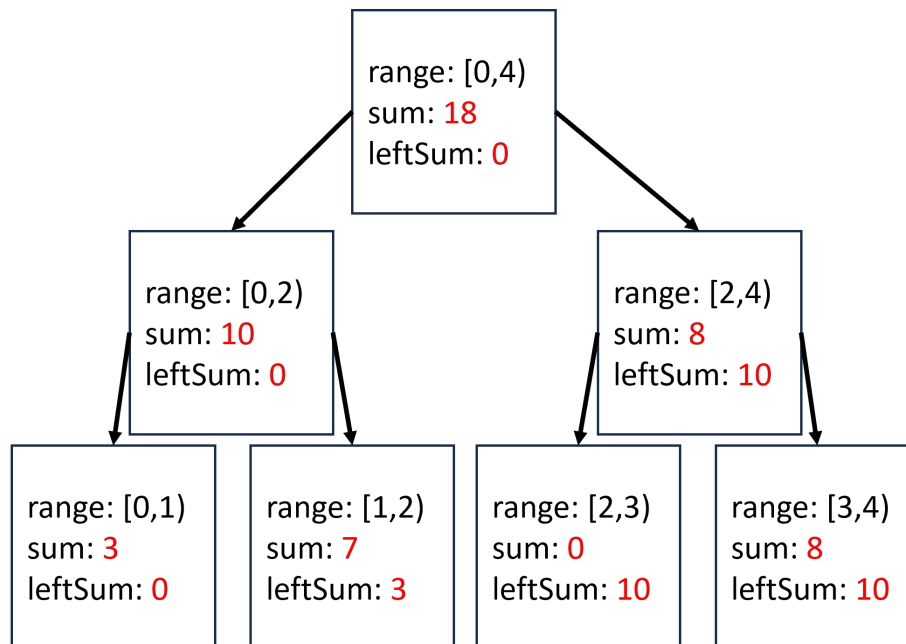 range: [0,4)
sum: 18
leftSum: 0
range: [0,2)
sum: 10
leftSum: 0
range: [2,4)
sum: 8
leftSum: 10
range: [0,1)
sum: 3
leftSum: 0
range: [1,2)
sum: 7
leftSum: 3
range: [2,3)
sum: 0
leftSum: 10
range: [3,4)
sum: 8
leftSum: 10